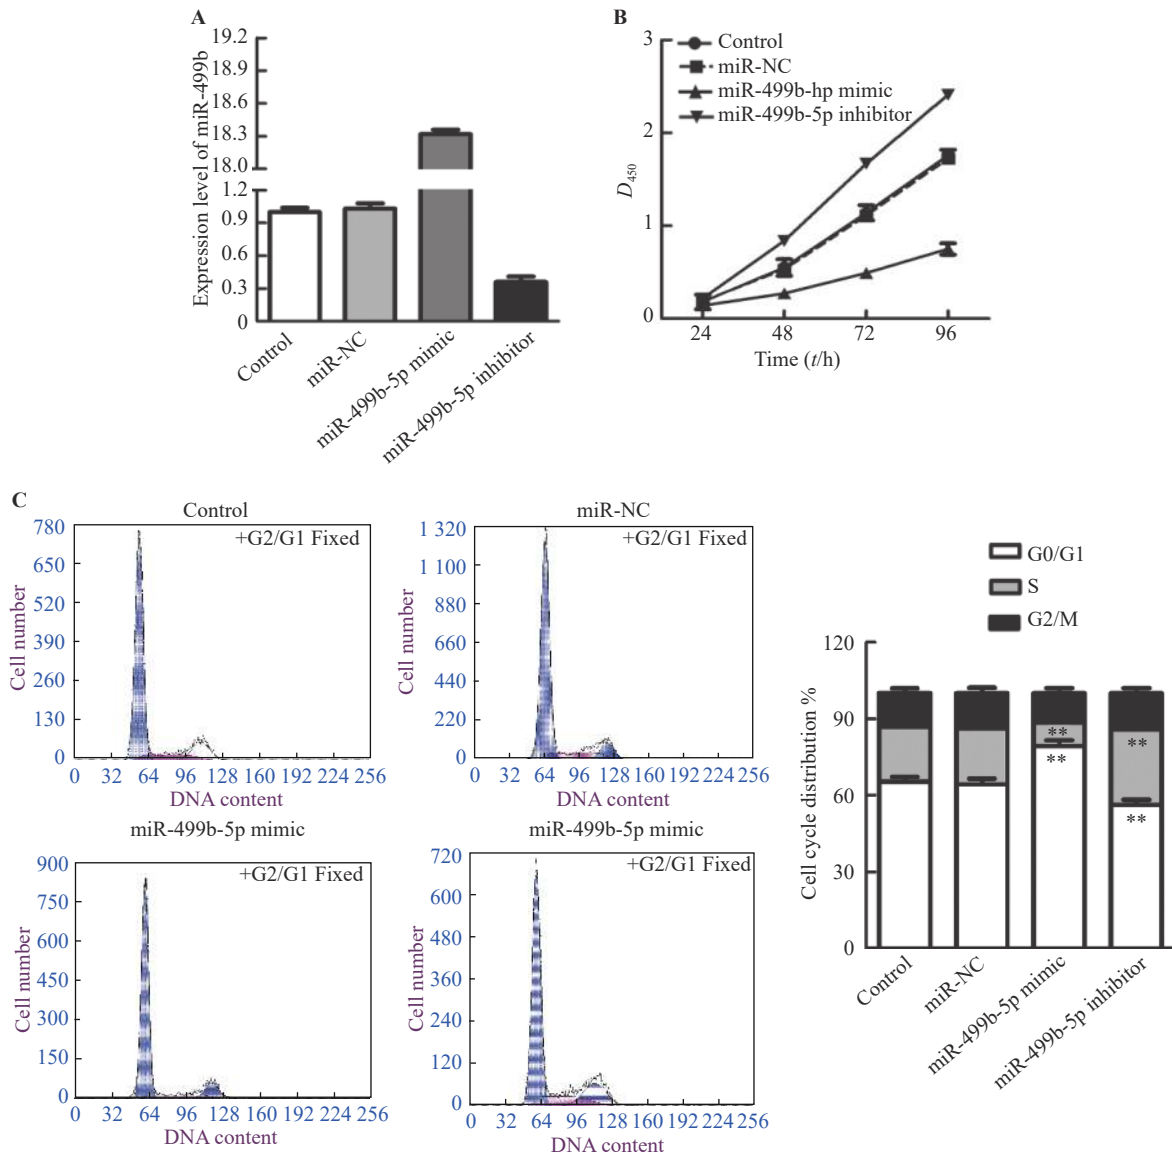 A
Expression level of miR-499b
19.2
18.9
18.6
18.3
18.0
1.2
0.9
0.6
0.3
0
Control
miR-NC
miR-499b-5p mimic
miR-499b-5p inhibitor
B
Control
miR-NC
miR-499b-hp mimic
miR-499b-5p inhibitor
D450
3
2
1
0
24 48 72 96
Time (t/h)
C
Control
+G2/G1 Fixed
Cell number
780
650
520
390
260
130
0
0 32 64 96 128 160 192 224 256
DNA content
miR-NC
+G2/G1 Fixed
Cell number
1 320
1 100
880
660
440
220
0
0 32 64 96 128 160 192 224 256
DNA content
miR-499b-5p mimic
+G2/G1 Fixed
Cell number
900
750
600
450
300
150
0
0 32 64 96 128 160 192 224 256
DNA content
miR-499b-5p mimic
+G2/G1 Fixed
Cell number
720
600
480
360
240
120
0
0 32 64 96 128 160 192 224 256
DNA content
G0/G1
S
G2/M
Cell cycle distribution %
120
90
60
30
0
**
**
**
**
Control
miR-NC
miR-499b-5p mimic
miR-499b-5p inhibitor